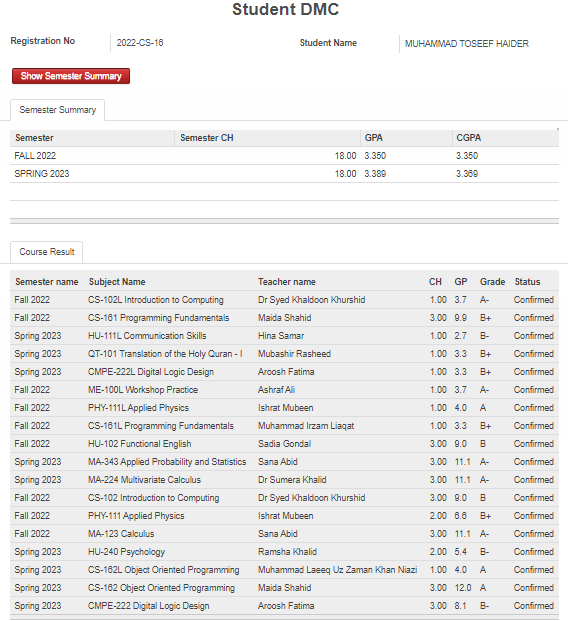 Student DMC
Registration No 2022-CS-16 Student Name MUHAMMAD TOSEEF HAIDER
Show Semester Summary
Semester Summary
Semester Semester CH GPA CGPA
FALL 2022 18.00 3.350 3.350
SPRING 2023 18.00 3.389 3.369
Course Result
Semester name Subject Name Teacher name CH GP Grade Status
Fall 2022 CS-102L Introduction to Computing Dr Syed Khaldoon Khurshid 1.00 3.7 A- Confirmed
Fall 2022 CS-161 Programming Fundamentals Maida Shahid 3.00 9.9 B+ Confirmed
Spring 2023 HU-111L Communication Skills Hina Samar 1.00 2.7 B- Confirmed
Spring 2023 QT-101 Translation of the Holy Quran - I Mubashir Rasheed 1.00 3.3 B+ Confirmed
Spring 2023 CMPE-222L Digital Logic Design Aroosh Fatima 1.00 3.3 B+ Confirmed
Fall 2022 ME-100L Workshop Practice Ashraf Ali 1.00 3.7 A- Confirmed
Fall 2022 PHY-111L Applied Physics Ishrat Mubeen 1.00 4.0 A Confirmed
Fall 2022 CS-161L Programming Fundamentals Muhammad Irzam Liaqat 1.00 3.3 B+ Confirmed
Fall 2022 HU-102 Functional English Sadia Gondal 3.00 9.0 B Confirmed
Spring 2023 MA-343 Applied Probability and Statistics Sana Abid 3.00 11.1 A- Confirmed
Spring 2023 MA-224 Multivariate Calculus Dr Sumera Khalid 3.00 11.1 A- Confirmed
Fall 2022 CS-102 Introduction to Computing Dr Syed Khaldoon Khurshid 3.00 9.0 B Confirmed
Fall 2022 PHY-111 Applied Physics Ishrat Mubeen 2.00 6.6 B+ Confirmed
Fall 2022 MA-123 Calculus Sana Abid 3.00 11.1 A- Confirmed
Spring 2023 HU-240 Psychology Ramsha Khalid 2.00 5.4 B- Confirmed
Spring 2023 CS-162L Object Oriented Programming Muhammad Laeeq Uz Zaman Khan Niazi 1.00 4.0 A Confirmed
Spring 2023 CS-162 Object Oriented Programming Maida Shahid 3.00 12.0 A Confirmed
Spring 2023 CMPE-222 Digital Logic Design Aroosh Fatima 3.00 8.1 B- Confirmed